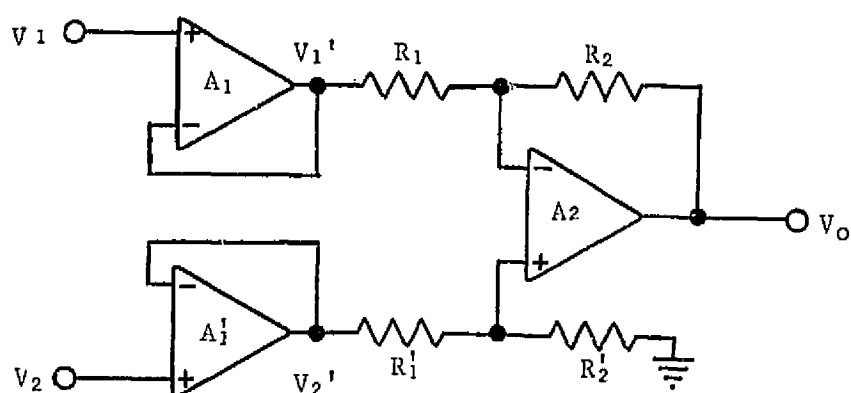 V1
+
A1
-
V1'
R1
R2
-
A2
+
Vo
-
A1'
+
V2
V2'
R1'
R2'